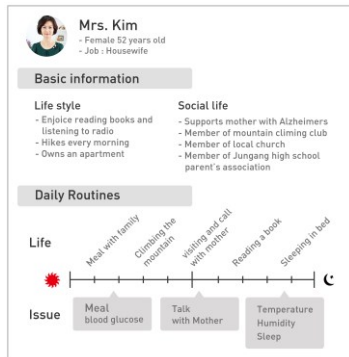 Mrs. Kim
- Female 52 years old
- Job : Housewife
Basic information
Life style
- Enjoice reading books and
listening to radio
- Hikes every morning
- Owns an apartment
Social life
- Supports mother with Alzheimers
- Member of mountain climing club
- Member of local church
- Member of Jungang high school
parent's association
Daily Routines
Life
Meal with family
Climbing the
mountain
visiting and call
with mother
Reading a book
Sleeping in bed
Issue
Meal
blood glucose
Talk
with Mother
Temperature
Humidity
Sleep